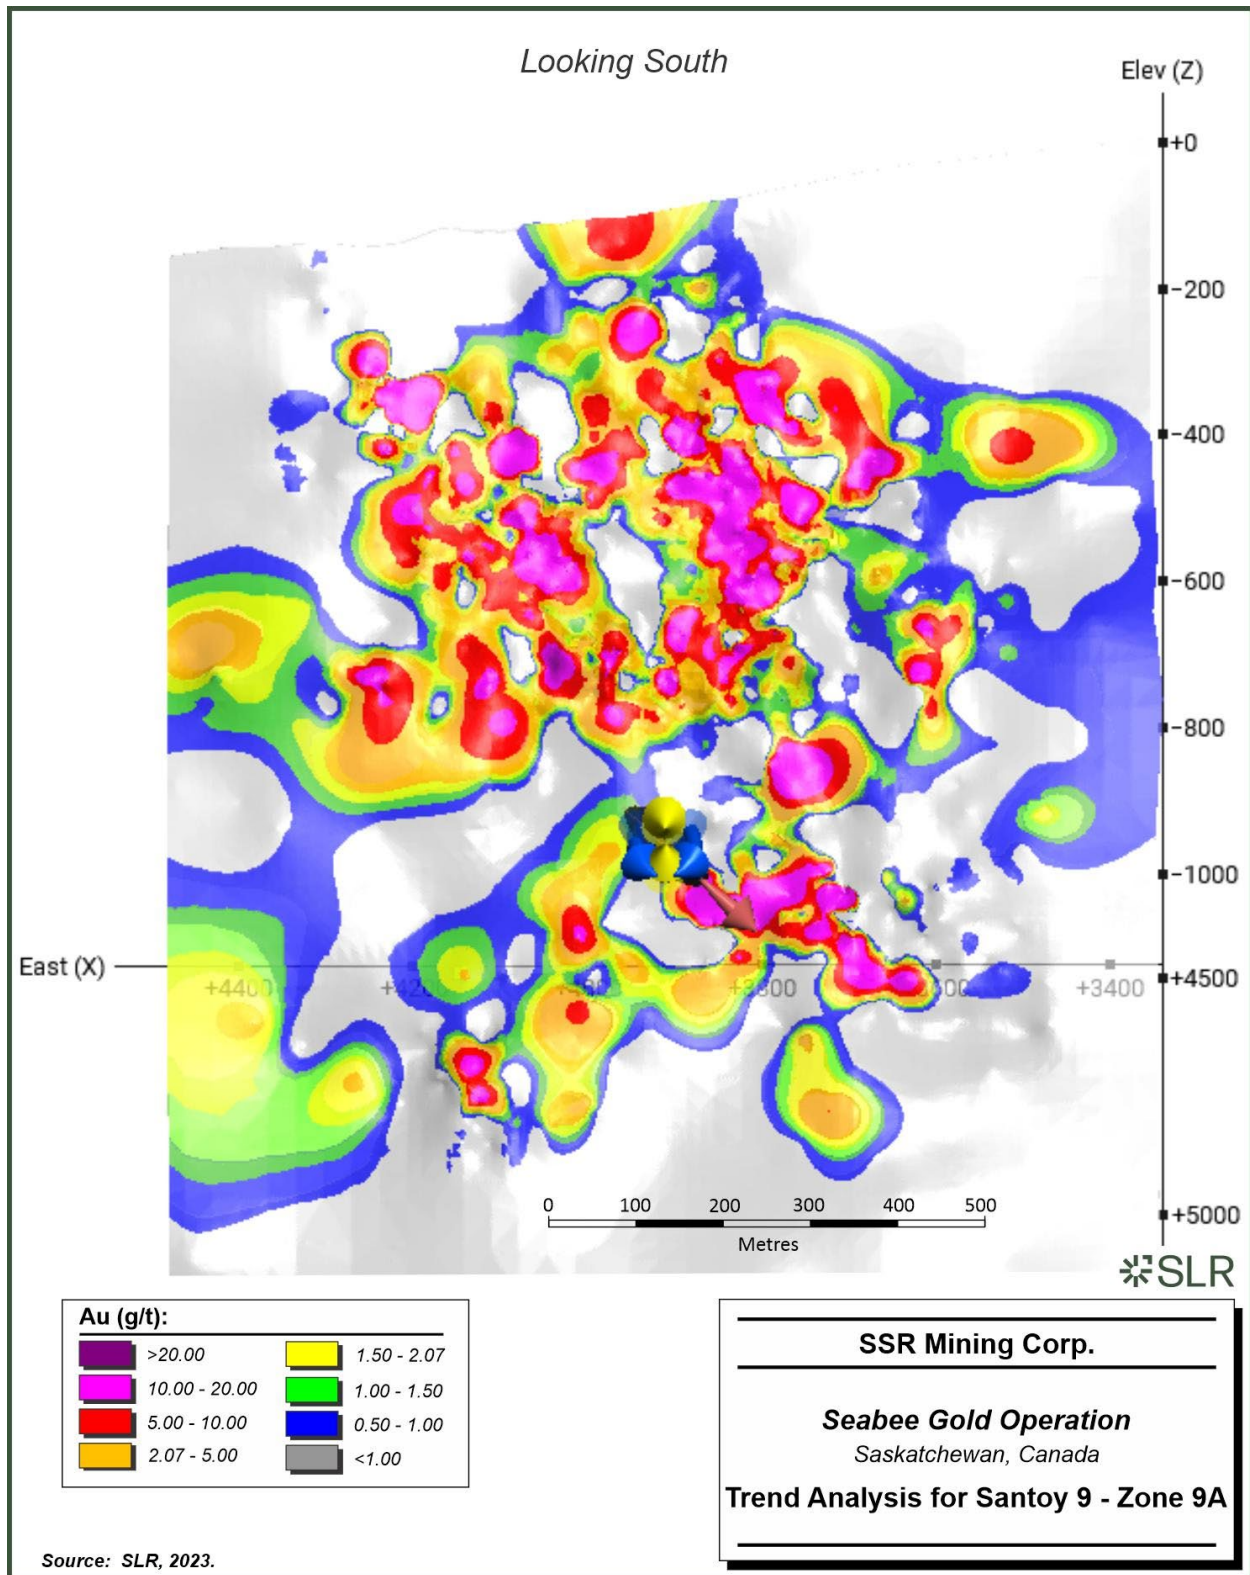 Looking South
Elev (Z)
+0
−200
−400
−600
−800
−1000
East (X)
+4400
+3800
+3400
+4500
0 100 200 300 400 500
Metres
+5000
SLR
Au (g/t):
>20.00
10.00 - 20.00
5.00 - 10.00
2.07 - 5.00
1.50 - 2.07
1.00 - 1.50
0.50 - 1.00
<1.00
SSR Mining Corp.
Seabee Gold Operation
Saskatchewan, Canada
Trend Analysis for Santoy 9 - Zone 9A
Source: SLR, 2023.